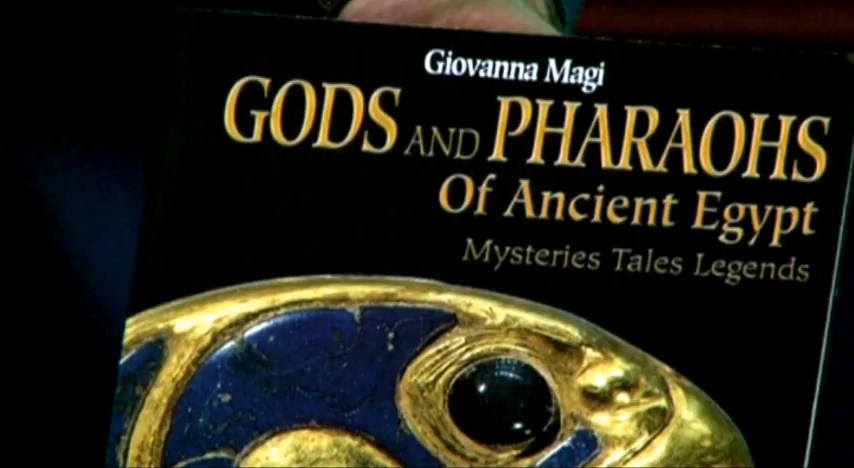 Giovanna Magi
GODS AND PHARAOHS
Of Ancient Egypt
Mysteries Tales Legends